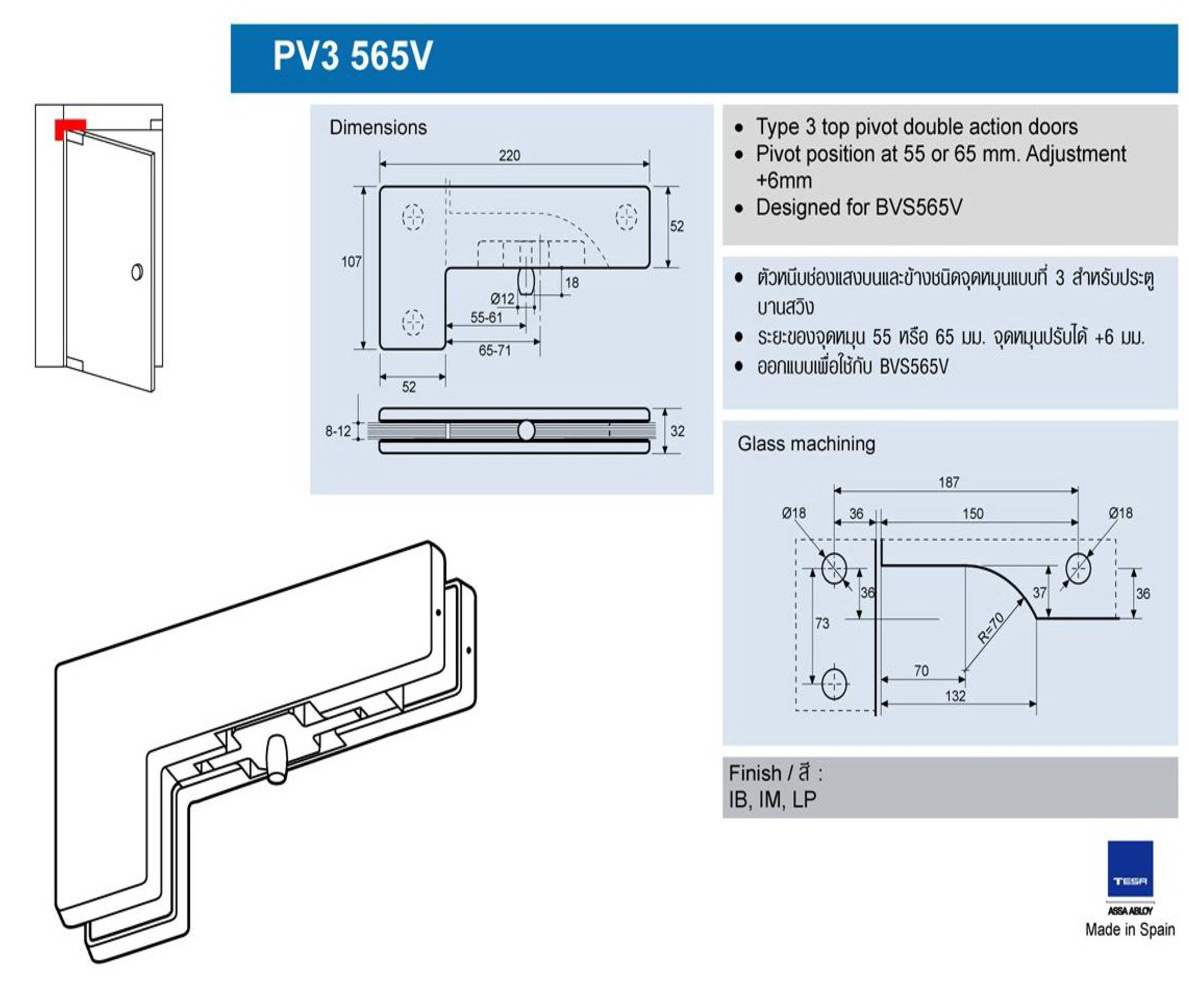 PV3 565V
Dimensions
220
107
52
18
Ø12
55-61
65-71
52
8-12
32
• Type 3 top pivot double action doors
• Pivot position at 55 or 65 mm. Adjustment
+6mm
• Designed for BVS565V
• ตัวหนีบช่องแสงบนและข้างชนิดจุดหมุนแบบที่ 3 สำหรับประตู
บานสวิง
• ระยะของจุดหมุน 55 หรือ 65 มม. จุดหมุนปรับได้ +6 มม.
• ออกแบบเพื่อใช้กับ BVS565V
Glass machining
187
Ø18
36
150
Ø18
36
37
36
73
R=70
70
132
Finish / สี :
IB, IM, LP
TESA
ASSA ABLOY
Made in Spain